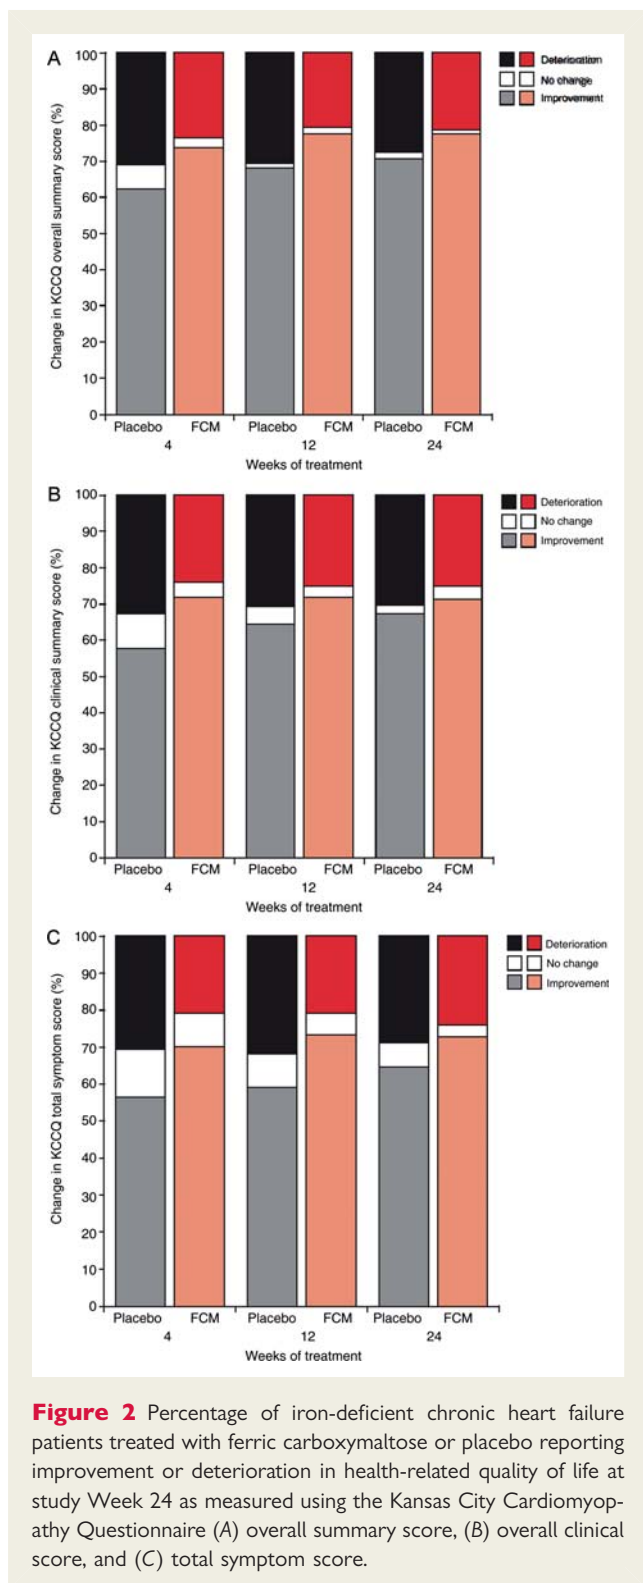 A
Change in KCCQ overall summary score (%)
100
90
80
70
60
50
40
30
20
10
0
Deterioration
No change
Improvement
Placebo FCM Placebo FCM Placebo FCM
4 12 24
Weeks of treatment
B
Change in KCCQ clinical summary score (%)
100
90
80
70
60
50
40
30
20
10
0
Deterioration
No change
Improvement
Placebo FCM Placebo FCM Placebo FCM
4 12 24
Weeks of treatment
C
Change in KCCQ total symptom score (%)
100
90
80
70
60
50
40
30
20
10
0
Deterioration
No change
Improvement
Placebo FCM Placebo FCM Placebo FCM
4 12 24
Weeks of treatment
Figure 2 Percentage of iron-deficient chronic heart failure
patients treated with ferric carboxymaltose or placebo reporting
improvement or deterioration in health-related quality of life at
study Week 24 as measured using the Kansas City Cardiomyop-
athy Questionnaire (A) overall summary score, (B) overall clinical
score, and (C) total symptom score.